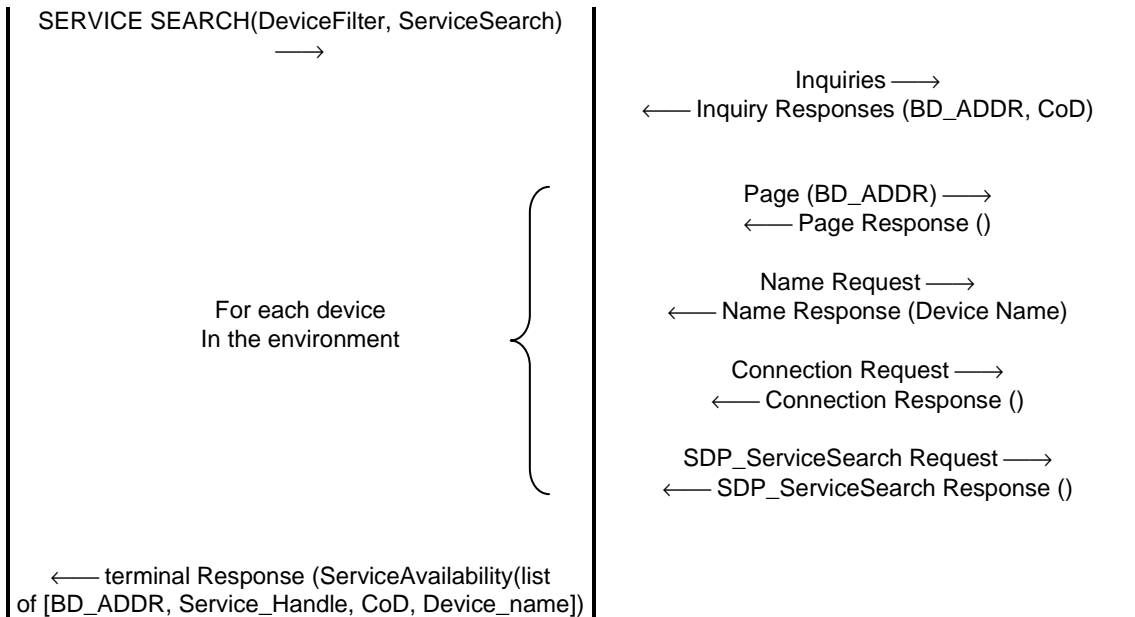 SERVICE SEARCH(DeviceFilter, ServiceSearch)
⟶
Inquiries ⟶
⟵ Inquiry Responses (BD_ADDR, CoD)
Page (BD_ADDR) ⟶
⟵ Page Response ()
Name Request ⟶
⟵ Name Response (Device Name)
For each device
In the environment
Connection Request ⟶
⟵ Connection Response ()
SDP_ServiceSearch Request ⟶
⟵ SDP_ServiceSearch Response ()
⟵ terminal Response (ServiceAvailability(list
of [BD_ADDR, Service_Handle, CoD, Device_name])